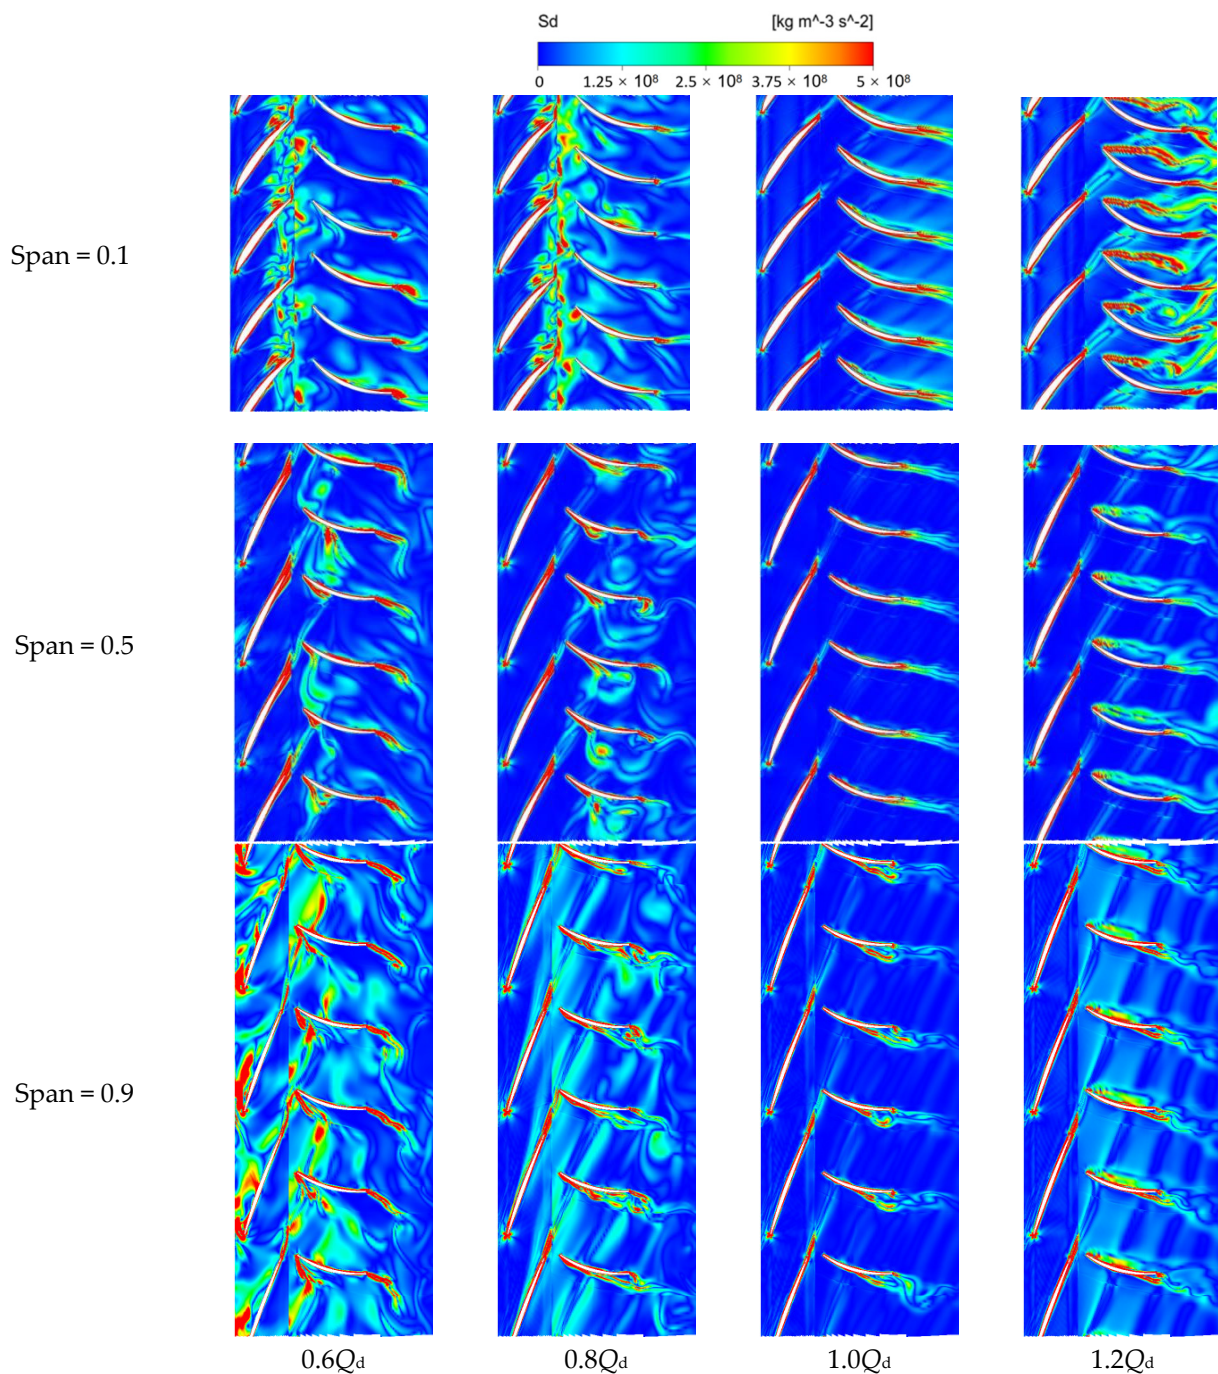 Sd [kg m^-3 s^-2]
0 1.25 × 10⁸ 2.5 × 10⁸ 3.75 × 10⁸ 5 × 10⁸
Span = 0.1
Span = 0.5
Span = 0.9
0.6Qd 0.8Qd 1.0Qd 1.2Qd